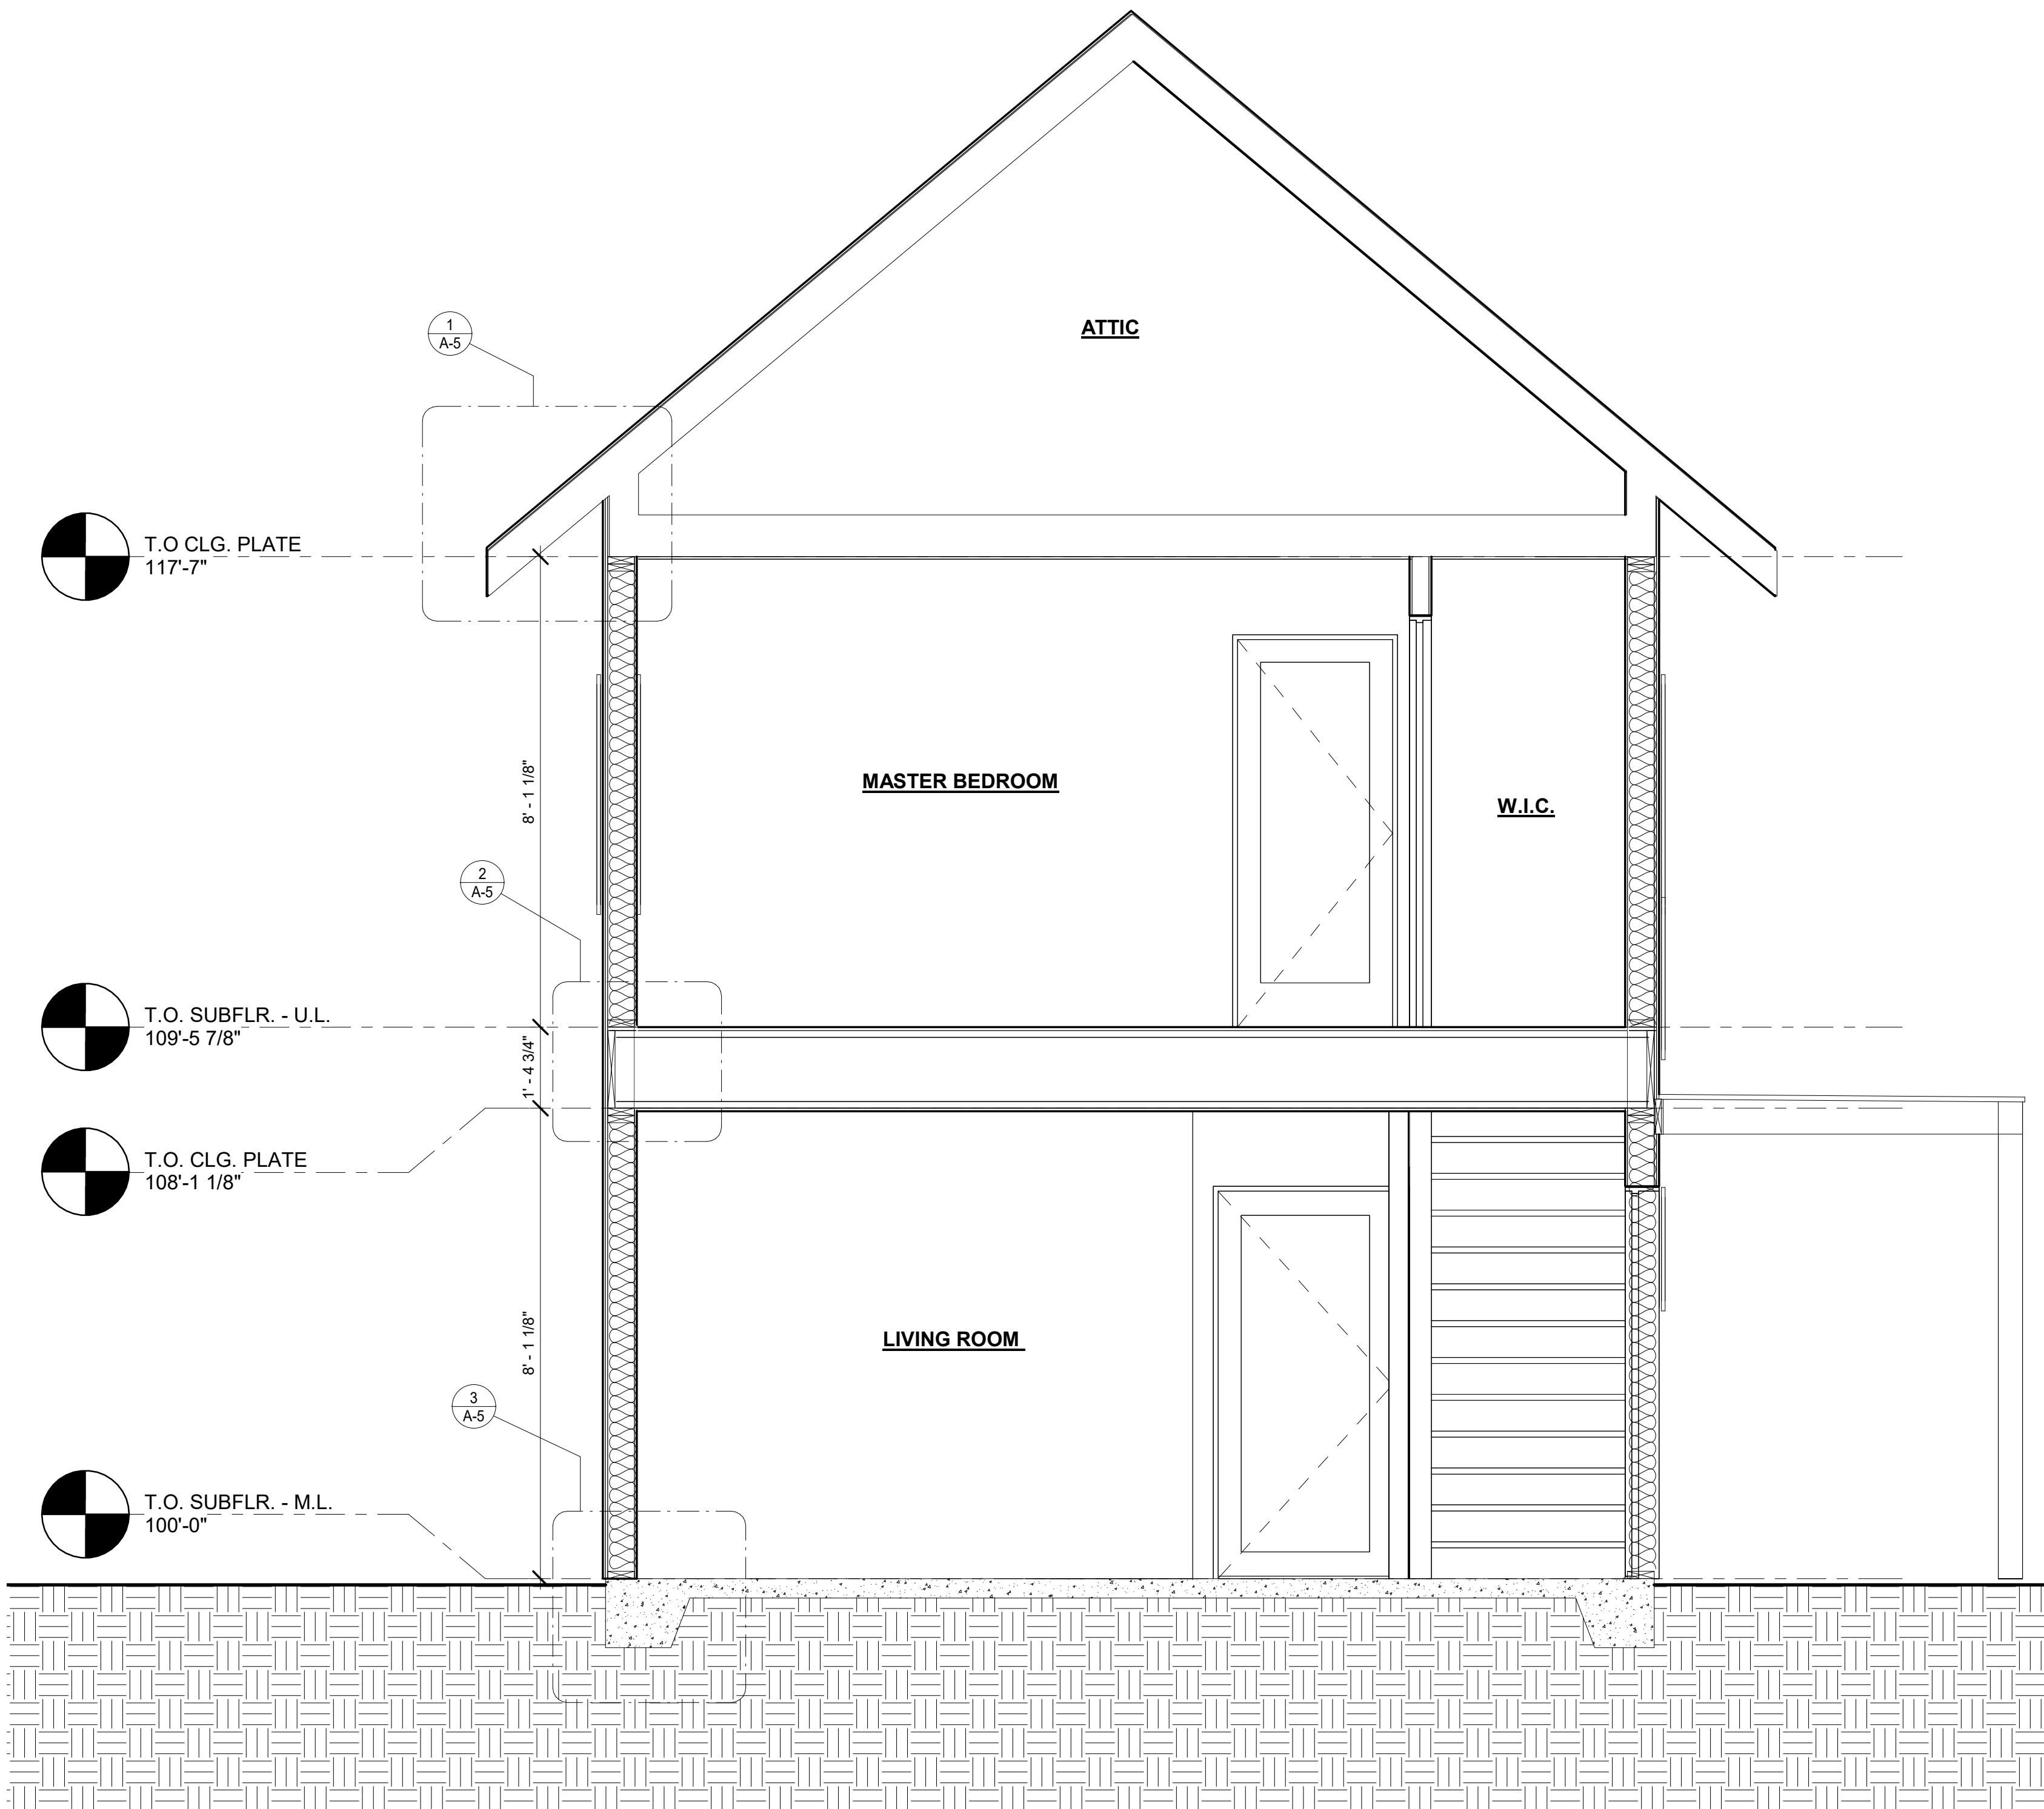 ATTIC
1
A-5
T.O CLG. PLATE
117'-7"
8' - 1 1/8"
MASTER BEDROOM
W.I.C.
2
A-5
T.O. SUBFLR. - U.L.
109'-5 7/8"
1' - 4 3/4"
T.O. CLG. PLATE
108'-1 1/8"
8' - 1 1/8"
LIVING ROOM
3
A-5
T.O. SUBFLR. - M.L.
100'-0"